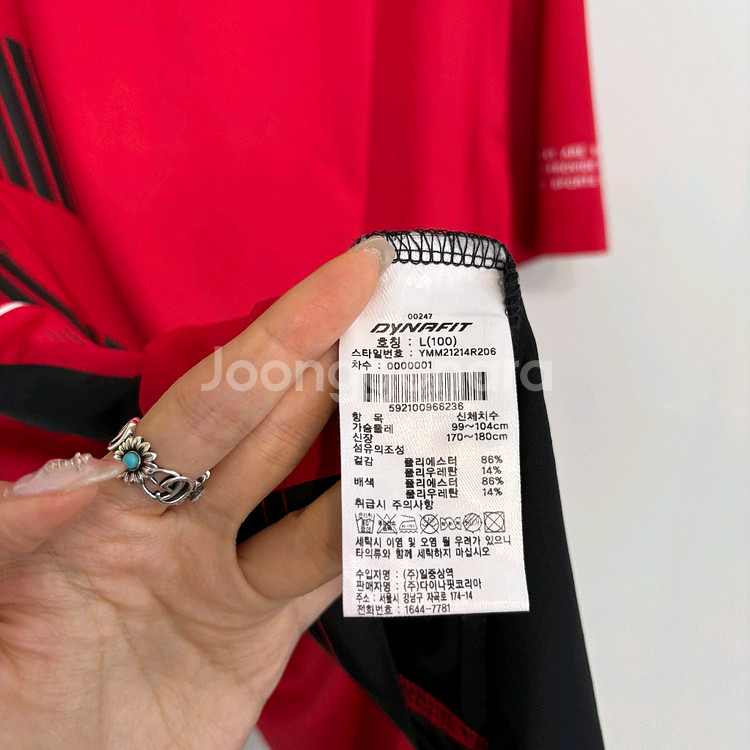 00247
DYNAFIT
호칭 : L(100)
스타일번호 : YMM21214R206
차수 : 0000001
592100966236
항 목 신체치수
가슴둘레 99~104cm
신장 170~180cm
섬유의조성
겉감 폴리에스터 86%
폴리우레탄 14%
배색 폴리에스터 86%
폴리우레탄 14%
취급시 주의사항
세탁시 이염 및 오염 될 우려가 있으니
타의류와 함께 세탁하지 마십시오
수입자명 : (주)일중상역
판매자명 : (주)다이나핏코리아
주소 : 서울시 강남구 자곡로 174-14
전화번호 : 1644-7781